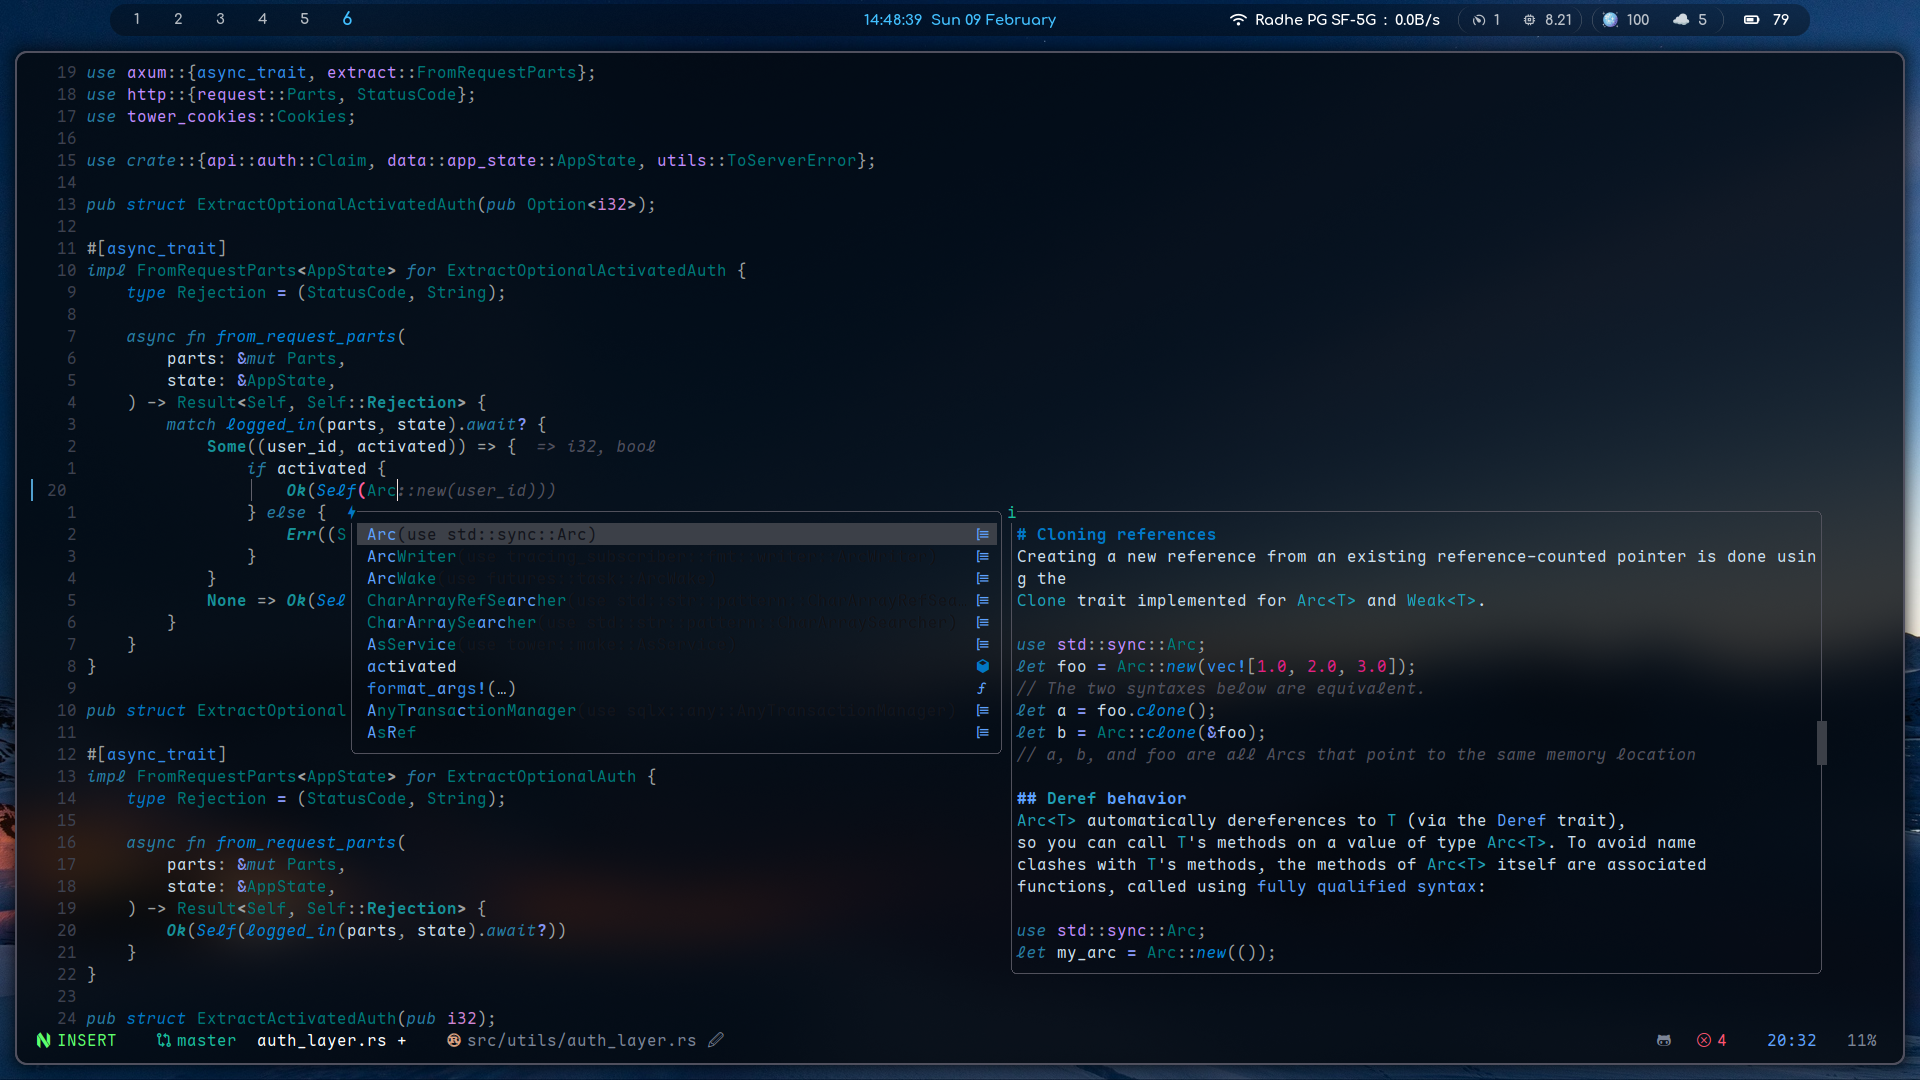 1 2 3 4 5 6
14:48:39 Sun 09 February
Radhe PG SF-5G : 0.0B/s 1 8.21 100 5 79
19 use axum::{async_trait, extract::FromRequestParts};
18 use http::{request::Parts, StatusCode};
17 use tower_cookies::Cookies;
16
15 use crate::{api::auth::Claim, data::app_state::AppState, utils::ToServerError};
14
13 pub struct ExtractOptionalActivatedAuth(pub Option<i32>);
12
11 #[async_trait]
10 impl FromRequestParts<AppState> for ExtractOptionalActivatedAuth {
9 type Rejection = (StatusCode, String);
8
7 async fn from_request_parts(
6 parts: &mut Parts,
5 state: &AppState,
4 ) -> Result<Self, Self::Rejection> {
3 match logged_in(parts, state).await? {
2 Some((user_id, activated)) => { => i32, bool
1 if activated {
20 Ok(Self(Arc::new(user_id)))
1 } else {
2 Err((S
3 }
4 }
5 None => Ok(Sel
6 }
7 }
8 }
9
10 pub struct ExtractOptional
11
12 #[async_trait]
13 impl FromRequestParts<AppState> for ExtractOptionalAuth {
14 type Rejection = (StatusCode, String);
15
16 async fn from_request_parts(
17 parts: &mut Parts,
18 state: &AppState,
19 ) -> Result<Self, Self::Rejection> {
20 Ok(Self(logged_in(parts, state).await?))
21 }
22 }
23
24 pub struct ExtractActivatedAuth(pub i32);
Arc(use std::sync::Arc)
ArcWriter
ArcWake
CharArrayRefSearcher
CharArraySearcher
AsService
activated
format_args!(…)
AnyTransactionManager(use sqlx::any::AnyTransactionManager)
AsRef
i
# Cloning references
Creating a new reference from an existing reference-counted pointer is done usin
g the
Clone trait implemented for Arc<T> and Weak<T>.
use std::sync::Arc;
let foo = Arc::new(vec![1.0, 2.0, 3.0]);
// The two syntaxes below are equivalent.
let a = foo.clone();
let b = Arc::clone(&foo);
// a, b, and foo are all Arcs that point to the same memory location
## Deref behavior
Arc<T> automatically dereferences to T (via the Deref trait),
so you can call T's methods on a value of type Arc<T>. To avoid name
clashes with T's methods, the methods of Arc<T> itself are associated
functions, called using fully qualified syntax:
use std::sync::Arc;
let my_arc = Arc::new(());
INSERT master auth_layer.rs + src/utils/auth_layer.rs 4 20:32 11%